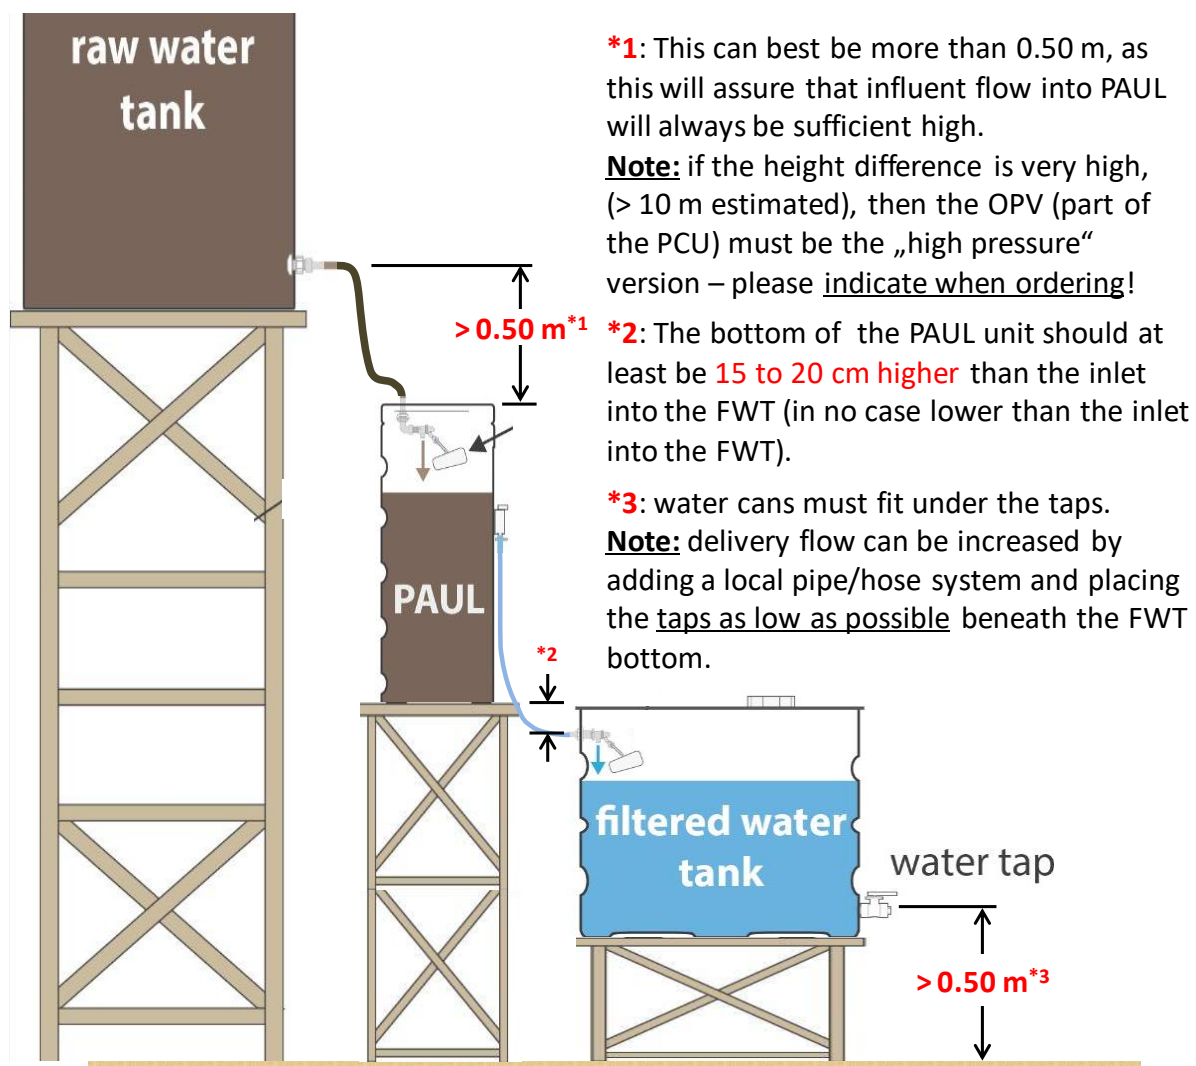 raw water
tank
*1: This can best be more than 0.50 m, as
this will assure that influent flow into PAUL
will always be sufficient high.
Note: if the height difference is very high,
(> 10 m estimated), then the OPV (part of
the PCU) must be the „high pressure“
version – please indicate when ordering!
> 0.50 m*1
*2: The bottom of the PAUL unit should at
least be 15 to 20 cm higher than the inlet
into the FWT (in no case lower than the inlet
into the FWT).
*3: water cans must fit under the taps.
Note: delivery flow can be increased by
adding a local pipe/hose system and placing
the taps as low as possible beneath the FWT
bottom.
PAUL
*2
filtered water
tank
water tap
> 0.50 m*3